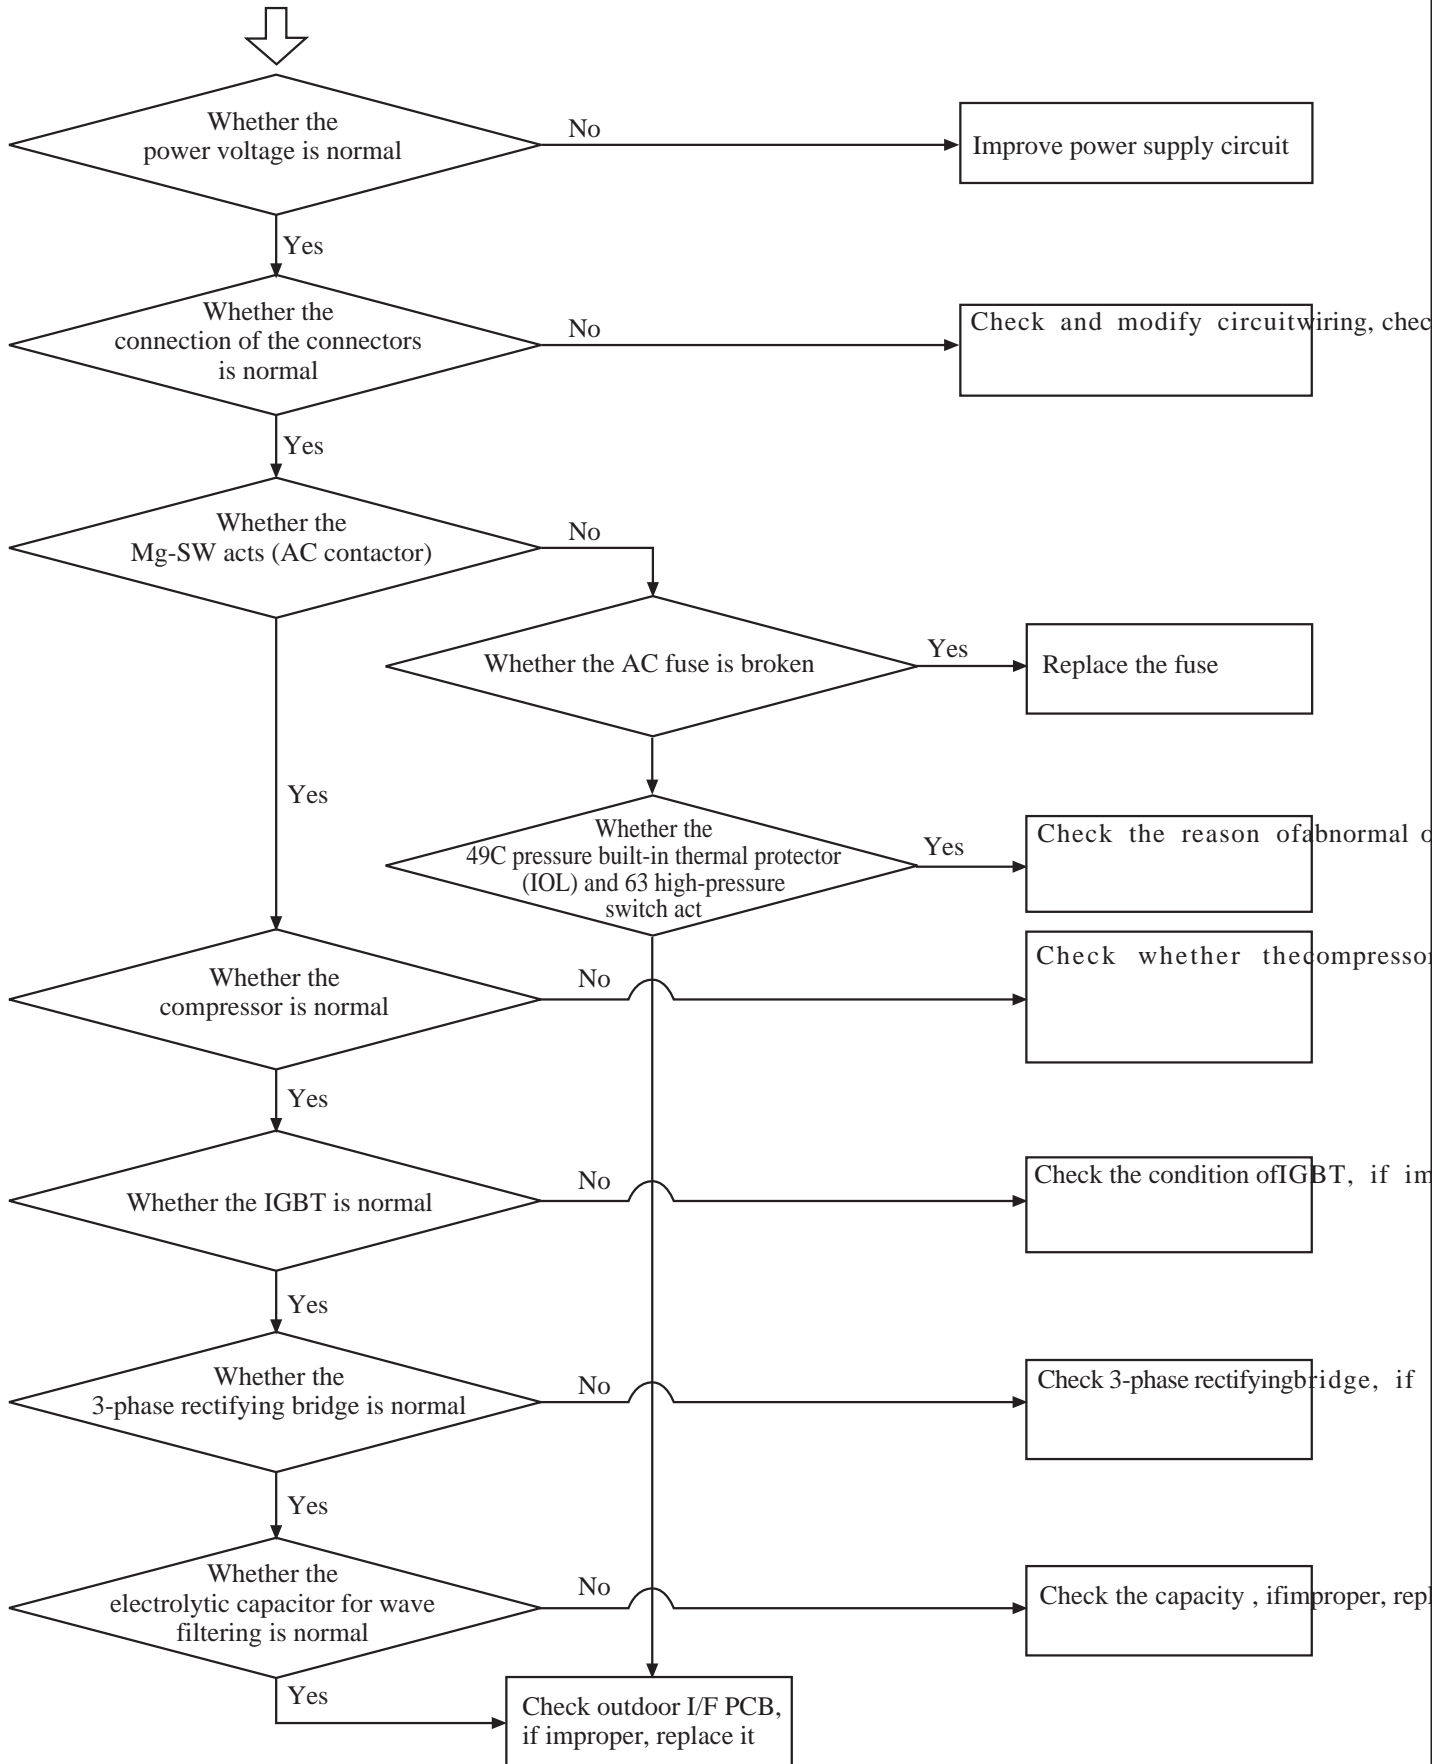 Whether the
power voltage is normal
No
Improve power supply circuit
Yes
Whether the
connection of the connectors
is normal
No
Check and modify circuitwiring, chec
Yes
Whether the
Mg-SW acts (AC contactor)
No
Whether the AC fuse is broken
Yes
Replace the fuse
Yes
Whether the
49C pressure built-in thermal protector
(IOL) and 63 high-pressure
switch act
Yes
Check the reason ofabnormal o
Whether the
compressor is normal
No
Check whether thecompressor
Yes
Whether the IGBT is normal
No
Check the condition ofIGBT, if im
Yes
Whether the
3-phase rectifying bridge is normal
No
Check 3-phase rectifyingbridge, if
Yes
Whether the
electrolytic capacitor for wave
filtering is normal
No
Check the capacity , ifimproper, repl
Yes
Check outdoor I/F PCB,
if improper, replace it